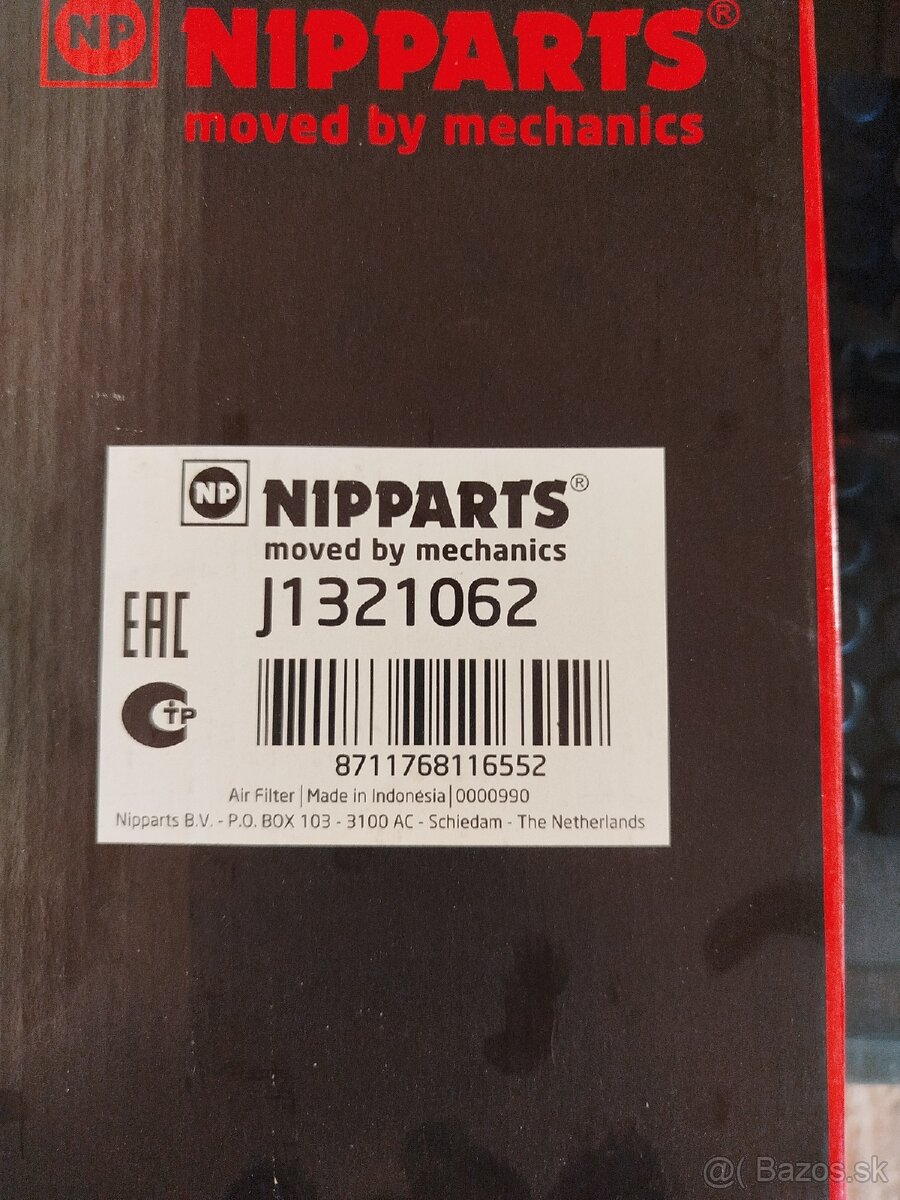 NP NIPPARTS®
moved by mechanics
NP NIPPARTS®
moved by mechanics
J1321062
EAC
CTP
8711768116552
Air Filter | Made in Indonesia | 0000990
Nipparts B.V. - P.O. BOX 103 - 3100 AC - Schiedam - The Netherlands
@( Bazos.sk